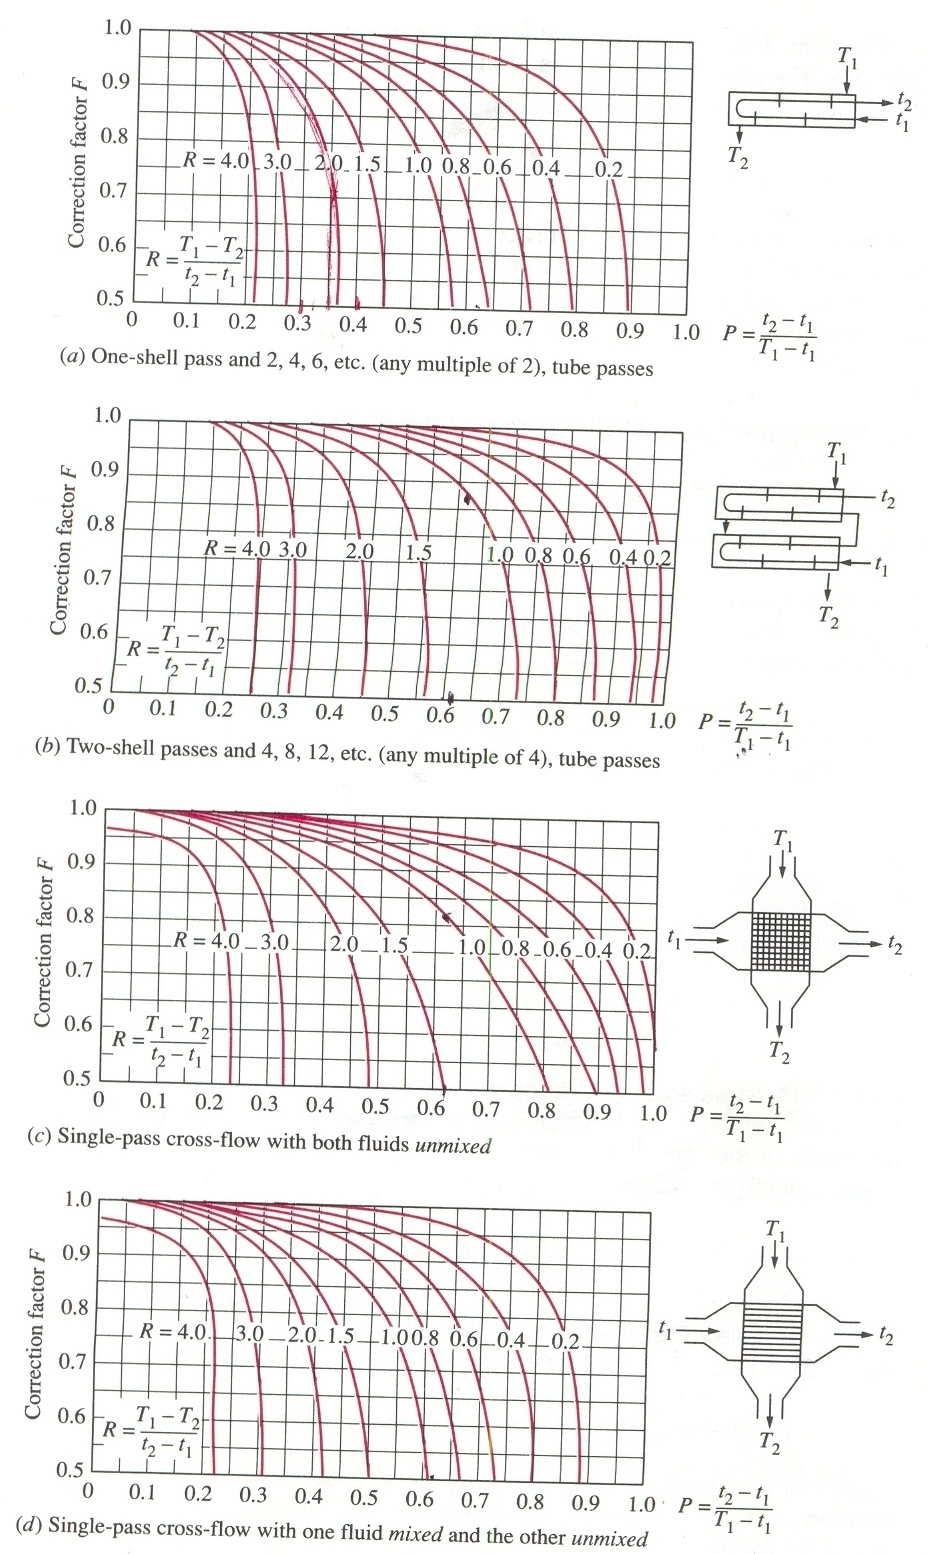 1.0
0.9
0.8
0.7
0.6
0.5
Correction factor F
R = 4.0 3.0 2.0 1.5 1.0 0.8 0.6 0.4 0.2
R = (T₁ − T₂)/(t₂ − t₁)
0 0.1 0.2 0.3 0.4 0.5 0.6 0.7 0.8 0.9 1.0 P = (t₂ − t₁)/(T₁ − t₁)
T₁
t₂
t₁
T₂
(a) One-shell pass and 2, 4, 6, etc. (any multiple of 2), tube passes
1.0
0.9
0.8
0.7
0.6
0.5
Correction factor F
R = 4.0 3.0 2.0 1.5 1.0 0.8 0.6 0.4 0.2
R = (T₁ − T₂)/(t₂ − t₁)
0 0.1 0.2 0.3 0.4 0.5 0.6 0.7 0.8 0.9 1.0 P = (t₂ − t₁)/(T₁ − t₁)
T₁
t₂
t₁
T₂
(b) Two-shell passes and 4, 8, 12, etc. (any multiple of 4), tube passes
1.0
0.9
0.8
0.7
0.6
0.5
Correction factor F
R = 4.0 3.0 2.0 1.5 1.0 0.8 0.6 0.4 0.2
R = (T₁ − T₂)/(t₂ − t₁)
0 0.1 0.2 0.3 0.4 0.5 0.6 0.7 0.8 0.9 1.0 P = (t₂ − t₁)/(T₁ − t₁)
T₁
t₁
t₂
T₂
(c) Single-pass cross-flow with both fluids unmixed
1.0
0.9
0.8
0.7
0.6
0.5
Correction factor F
R = 4.0 3.0 2.0 1.5 1.0 0.8 0.6 0.4 0.2
R = (T₁ − T₂)/(t₂ − t₁)
0 0.1 0.2 0.3 0.4 0.5 0.6 0.7 0.8 0.9 1.0 P = (t₂ − t₁)/(T₁ − t₁)
T₁
t₁
t₂
T₂
(d) Single-pass cross-flow with one fluid mixed and the other unmixed